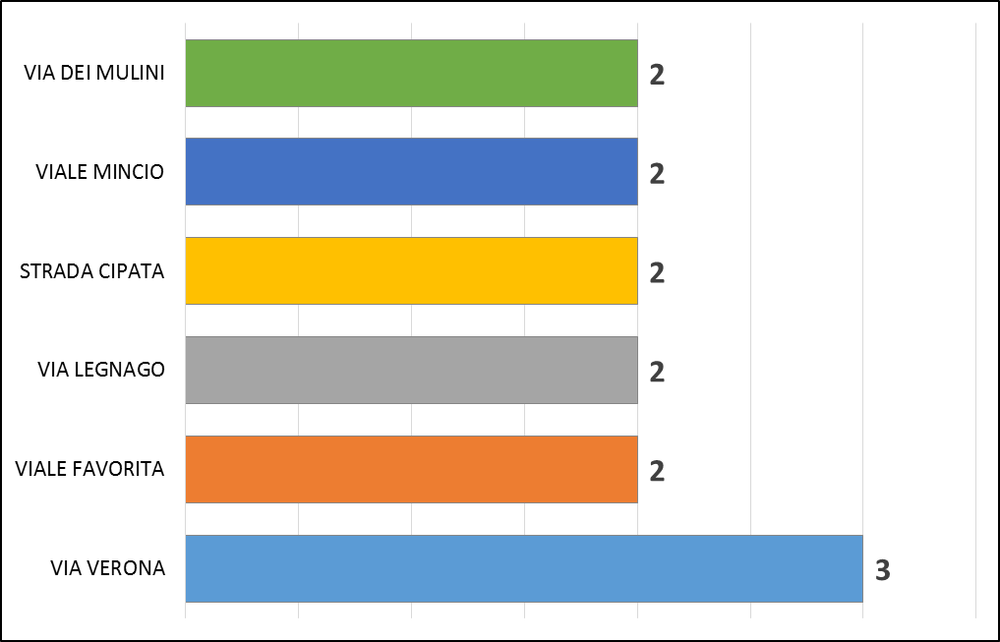 VIA DEI MULINI 2
VIALE MINCIO 2
STRADA CIPATA 2
VIA LEGNAGO 2
VIALE FAVORITA 2
VIA VERONA 3